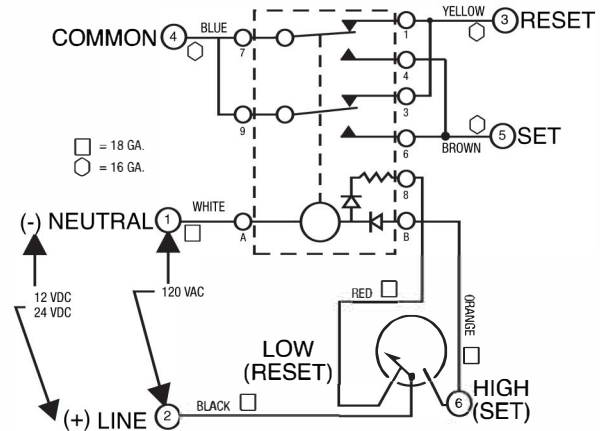 YELLOW
3 RESET
1
COMMON 4
BLUE
7
4
3
9
5 SET
BROWN
6
= 18 GA.
= 16 GA.
8
WHITE
(-) NEUTRAL 1
A
B
12 VDC
24 VDC
120 VAC
RED
ORANGE
LOW
(RESET)
HIGH
(SET)
6
BLACK
(+) LINE 2